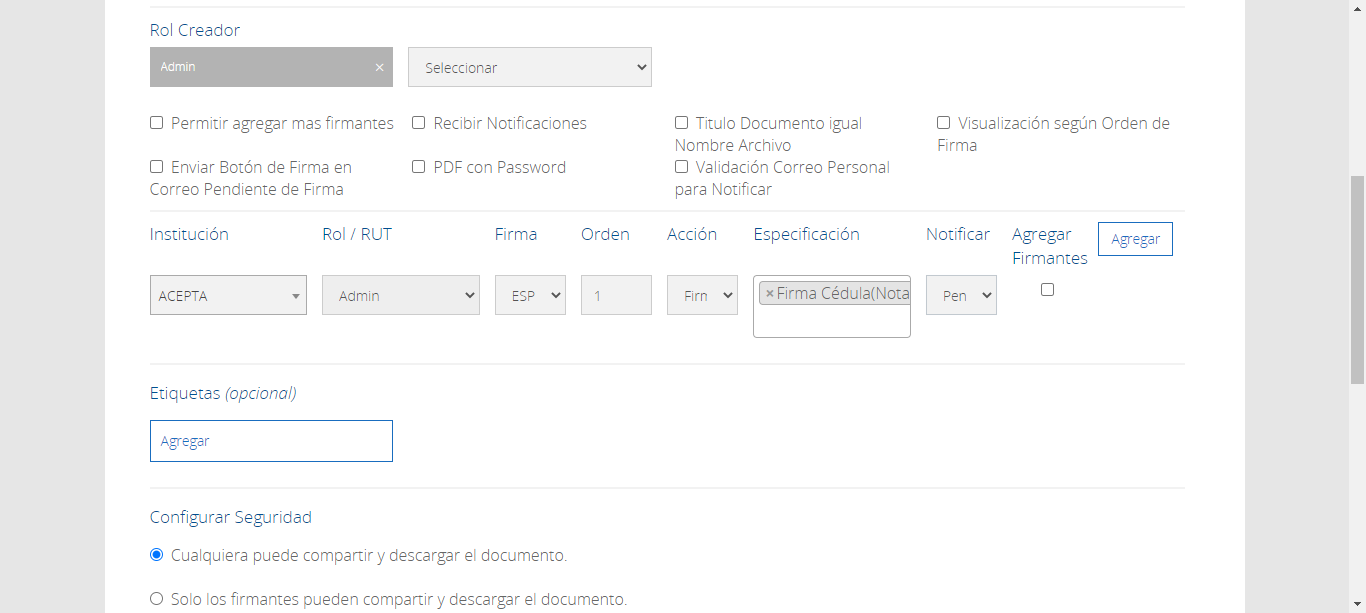 Rol Creador
Admin ×
Seleccionar
Permitir agregar mas firmantes
Recibir Notificaciones
Titulo Documento igual
Nombre Archivo
Visualización según Orden de
Firma
Enviar Botón de Firma en
Correo Pendiente de Firma
PDF con Password
Validación Correo Personal
para Notificar
Institución
Rol / RUT
Firma
Orden
Acción
Especificación
Notificar
Agregar
Firmantes
Agregar
ACEPTA
Admin
ESP
1
Firn
×Firma Cédula(Nota
Pen
Etiquetas (opcional)
Agregar
Configurar Seguridad
Cualquiera puede compartir y descargar el documento.
Solo los firmantes pueden compartir y descargar el documento.